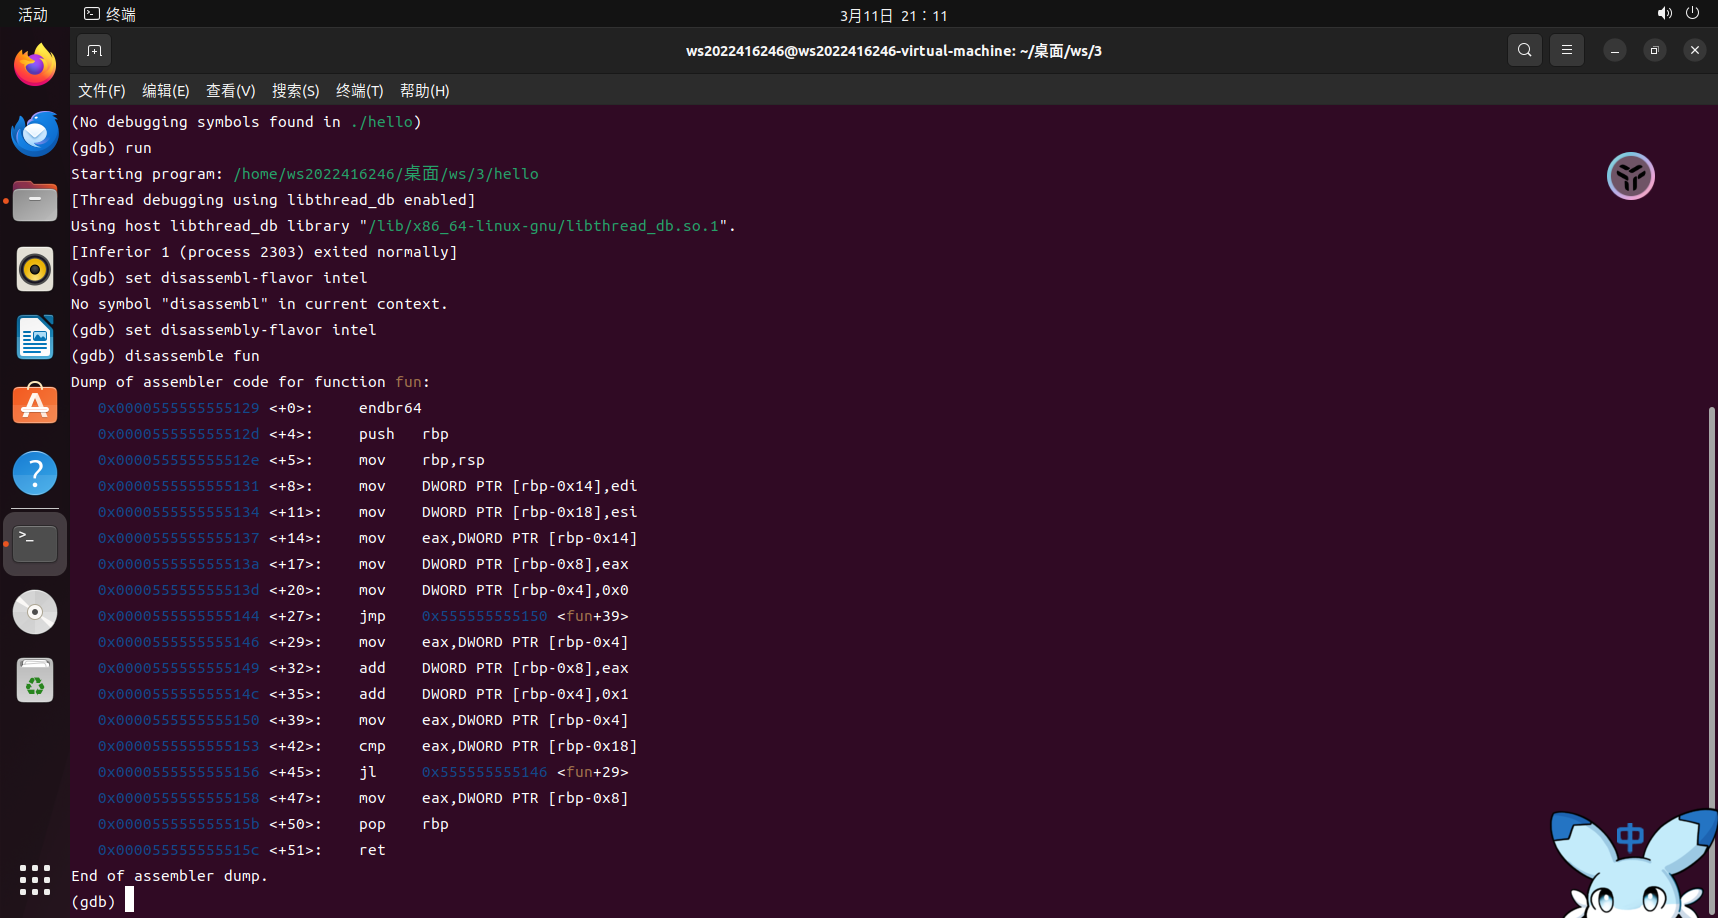 活动 终端 3月11日 21：11
ws2022416246@ws2022416246-virtual-machine: ~/桌面/ws/3
文件(F) 编辑(E) 查看(V) 搜索(S) 终端(T) 帮助(H)
(No debugging symbols found in ./hello)
(gdb) run
Starting program: /home/ws2022416246/桌面/ws/3/hello
[Thread debugging using libthread_db enabled]
Using host libthread_db library "/lib/x86_64-linux-gnu/libthread_db.so.1".
[Inferior 1 (process 2303) exited normally]
(gdb) set disassembl-flavor intel
No symbol "disassembl" in current context.
(gdb) set disassembly-flavor intel
(gdb) disassemble fun
Dump of assembler code for function fun:
0x0000555555555129 <+0>: endbr64
0x000055555555512d <+4>: push rbp
0x000055555555512e <+5>: mov rbp,rsp
0x0000555555555131 <+8>: mov DWORD PTR [rbp-0x14],edi
0x0000555555555134 <+11>: mov DWORD PTR [rbp-0x18],esi
0x0000555555555137 <+14>: mov eax,DWORD PTR [rbp-0x14]
0x000055555555513a <+17>: mov DWORD PTR [rbp-0x8],eax
0x000055555555513d <+20>: mov DWORD PTR [rbp-0x4],0x0
0x0000555555555144 <+27>: jmp 0x555555555150 <fun+39>
0x0000555555555146 <+29>: mov eax,DWORD PTR [rbp-0x4]
0x0000555555555149 <+32>: add DWORD PTR [rbp-0x8],eax
0x000055555555514c <+35>: add DWORD PTR [rbp-0x4],0x1
0x0000555555555150 <+39>: mov eax,DWORD PTR [rbp-0x4]
0x0000555555555153 <+42>: cmp eax,DWORD PTR [rbp-0x18]
0x0000555555555156 <+45>: jl 0x555555555146 <fun+29>
0x0000555555555158 <+47>: mov eax,DWORD PTR [rbp-0x8]
0x000055555555515b <+50>: pop rbp
0x000055555555515c <+51>: ret
End of assembler dump.
(gdb)
中